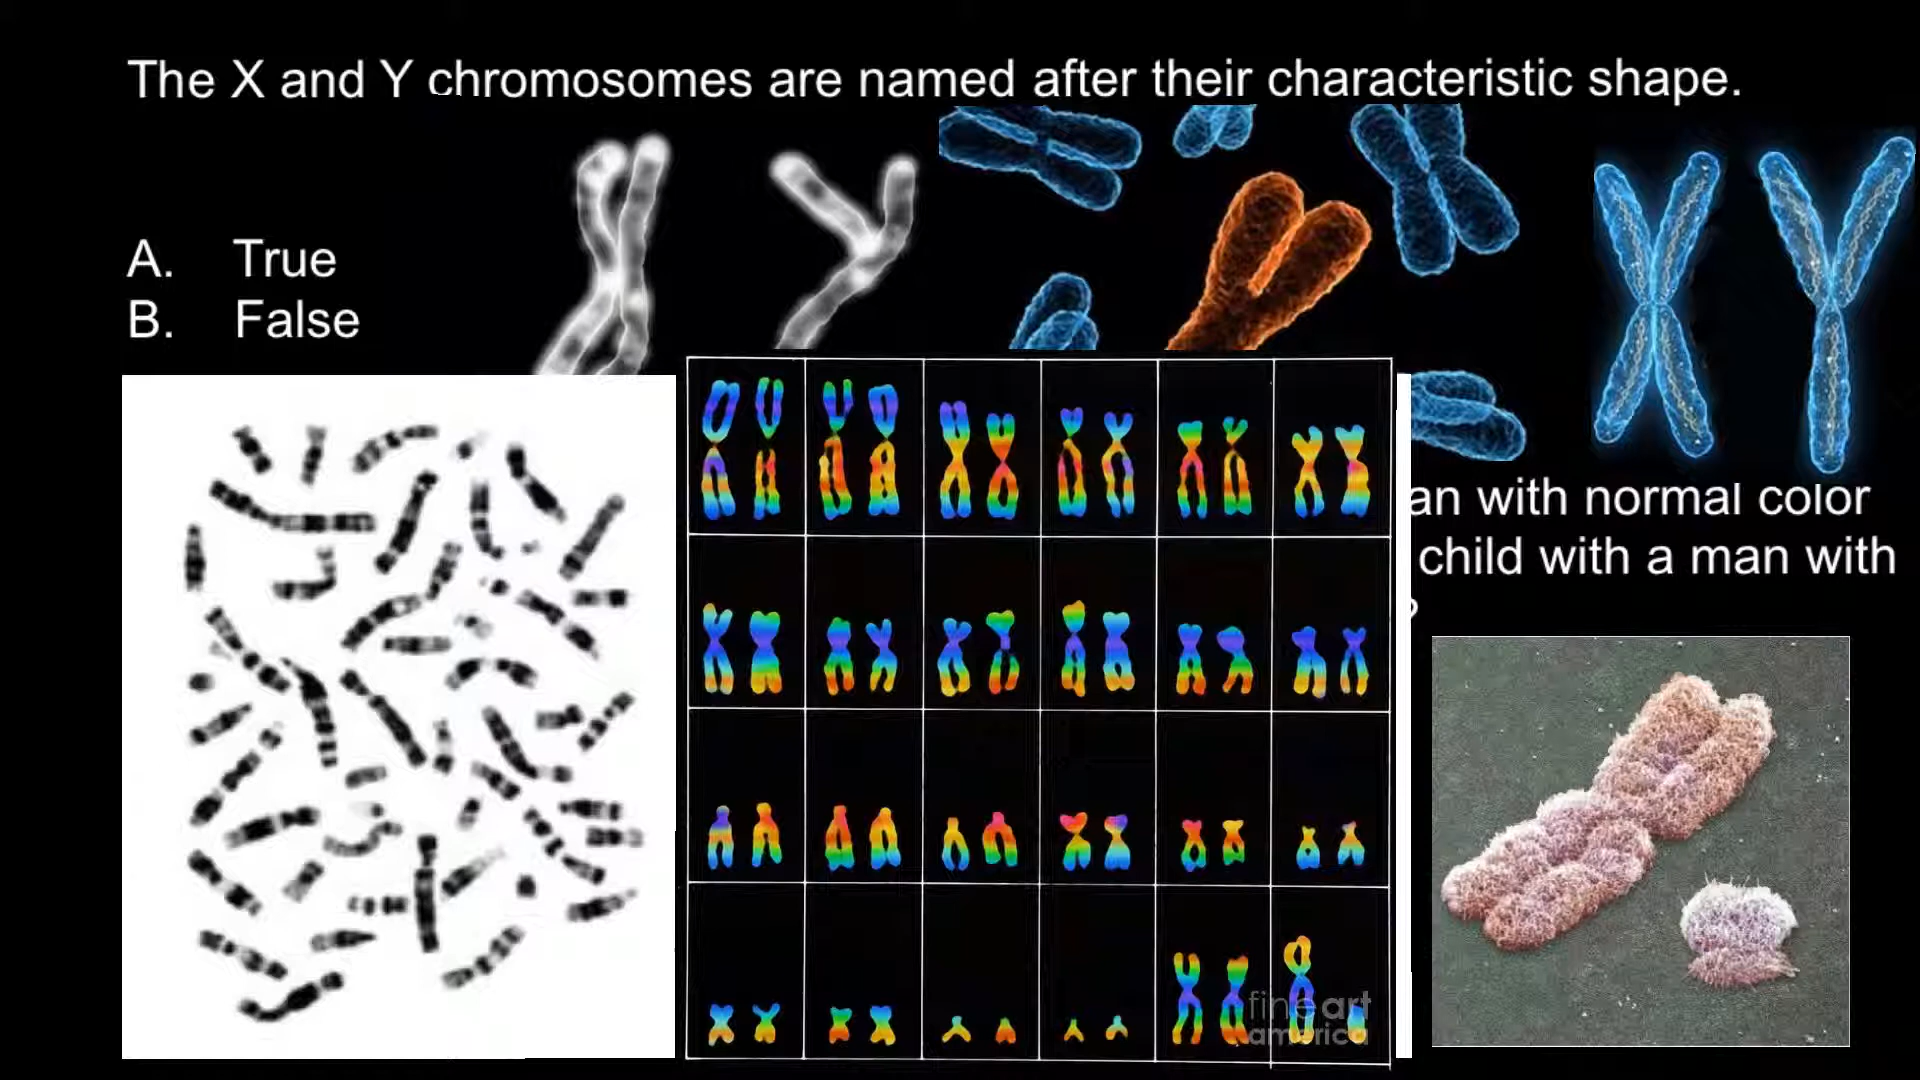 The X and Y chromosomes are named after their characteristic shape.
A. True
B. False
an with normal color
child with a man with
?
fineart
america